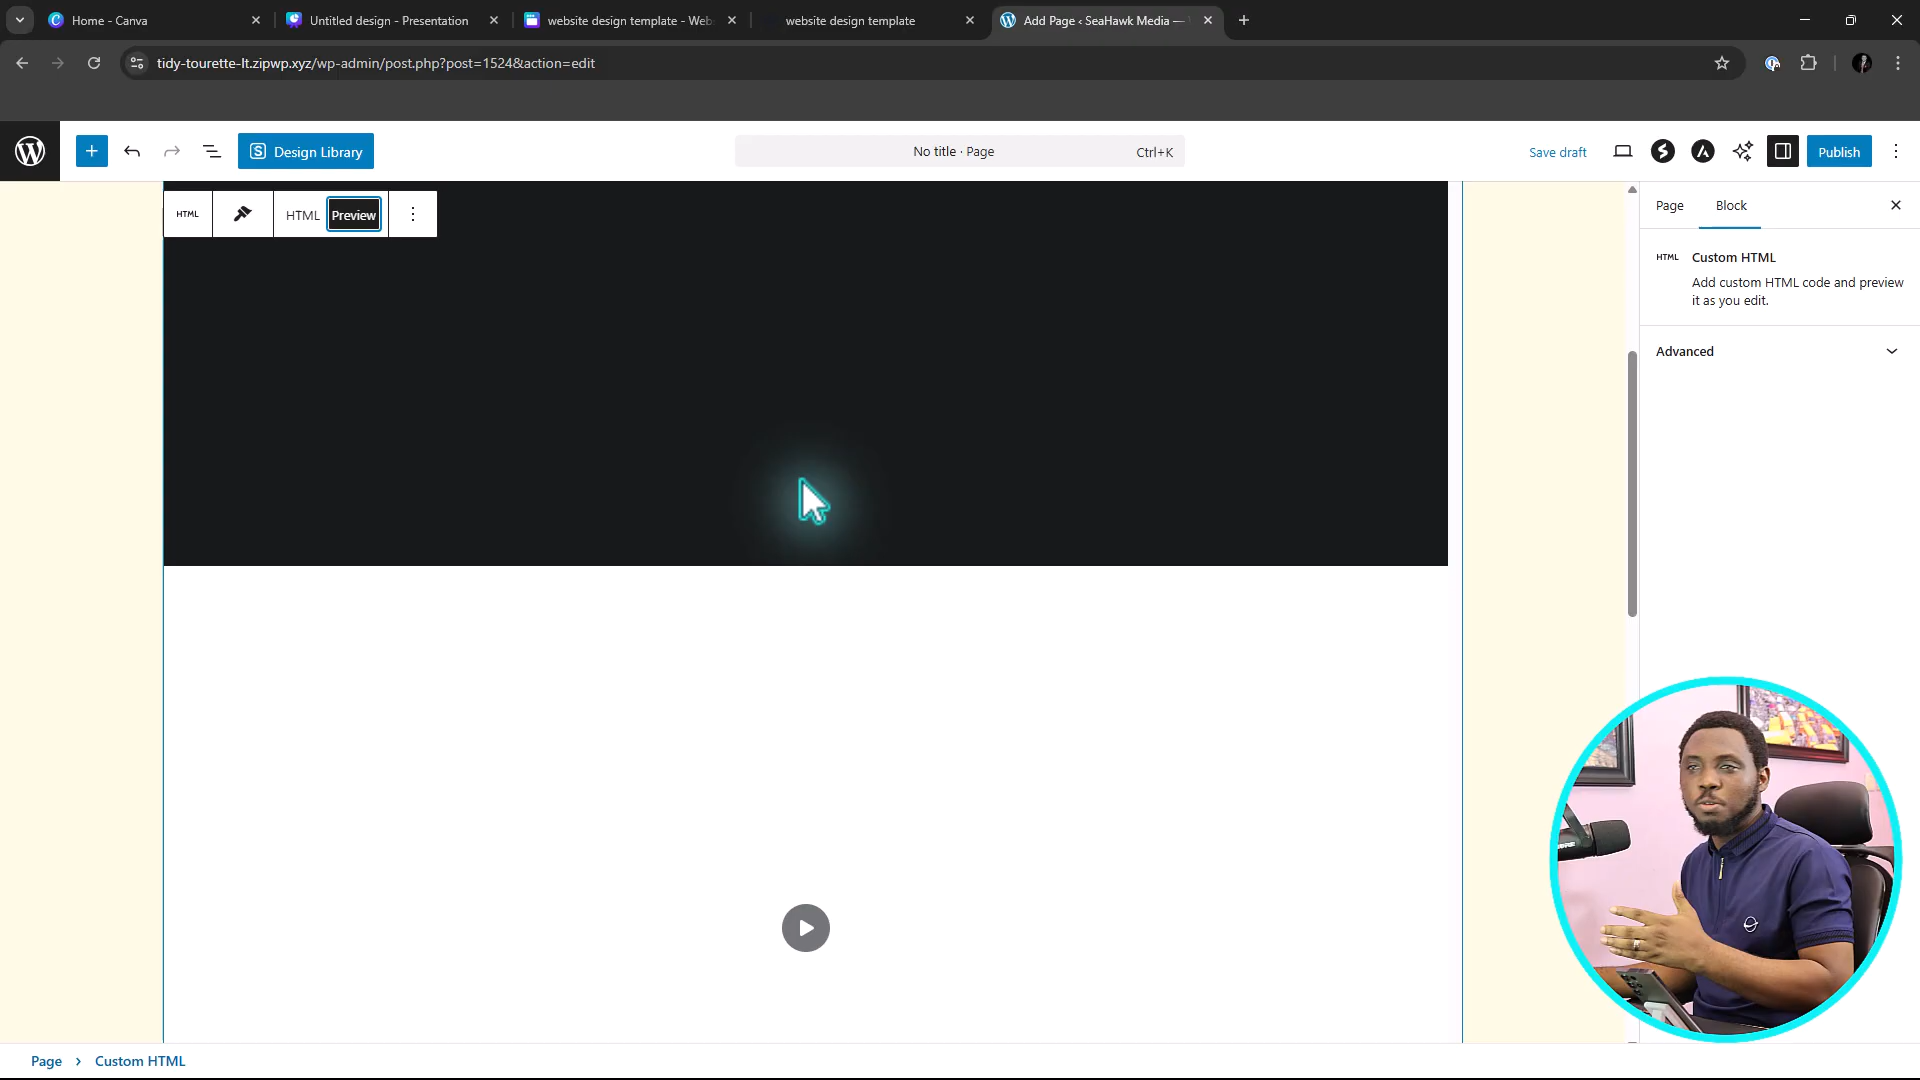 Home - Canva
Untitled design - Presentation
website design template - Web
website design template
Add Page ‹ SeaHawk Media —
tidy-tourette-lt.zipwp.xyz/wp-admin/post.php?post=1524&action=edit
Design Library
No title · Page
Ctrl+K
Save draft
Publish
HTML
HTML
Preview
Page
Block
HTML
Custom HTML
Add custom HTML code and preview
it as you edit.
Advanced
Page › Custom HTML